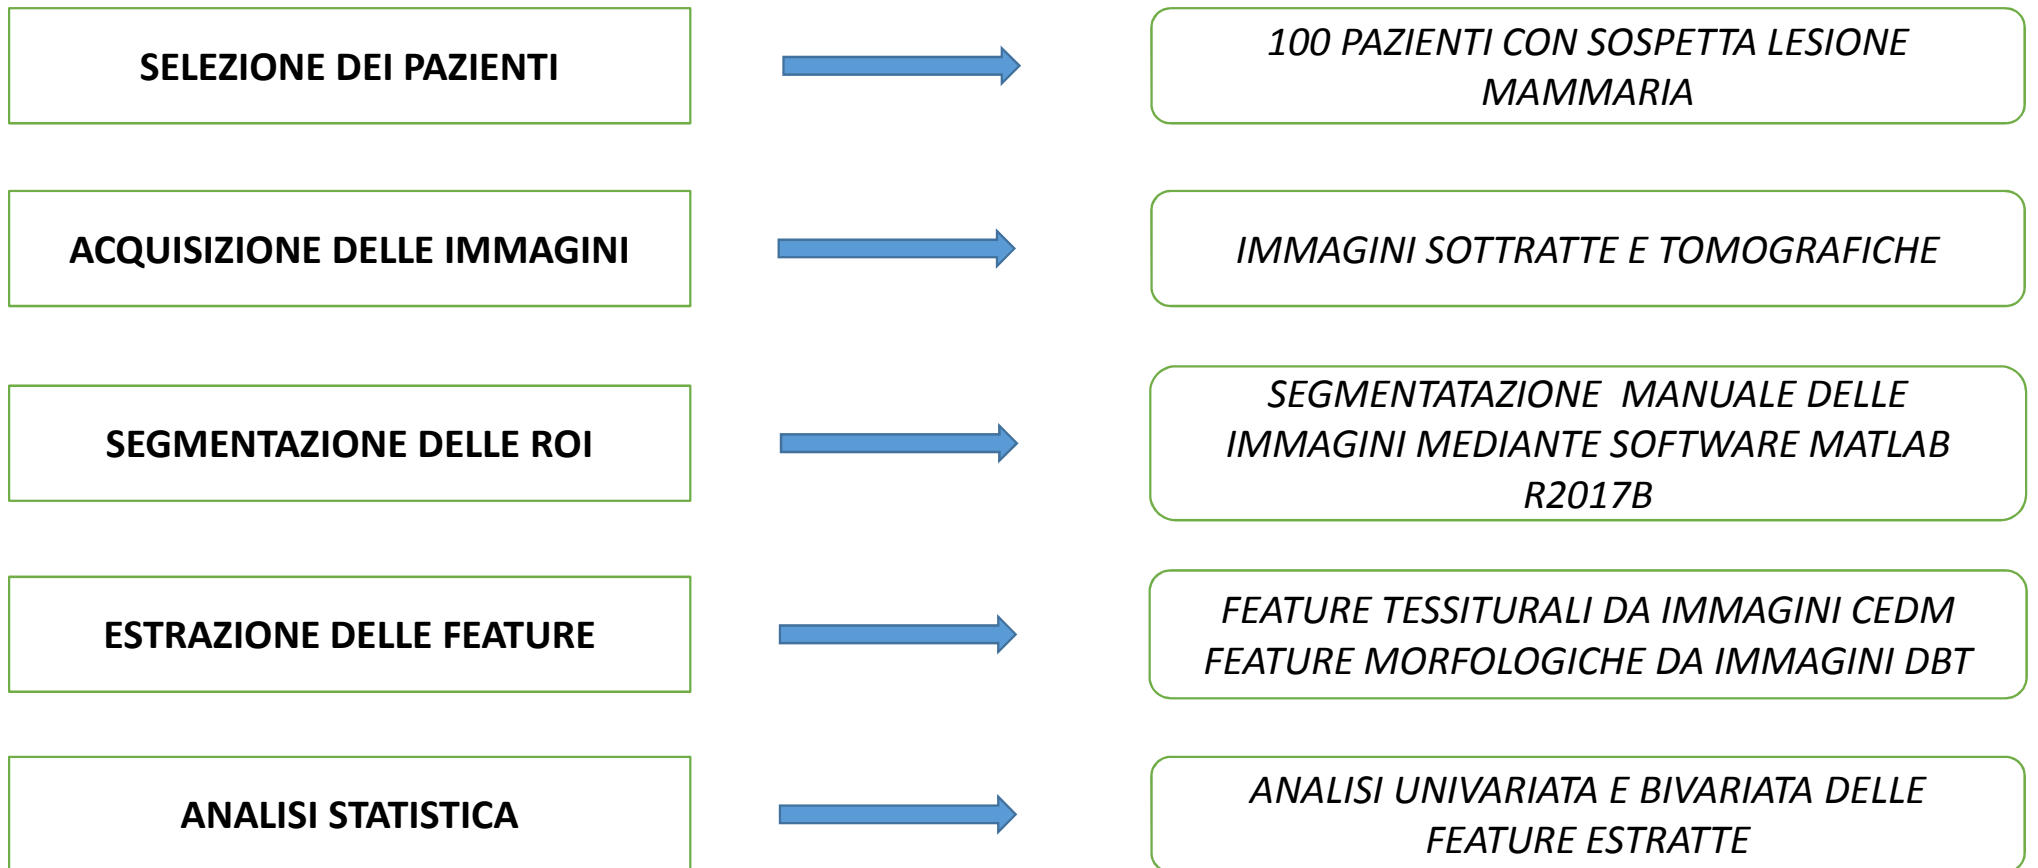 SELEZIONE DEI PAZIENTI
100 PAZIENTI CON SOSPETTA LESIONE
MAMMARIA
ACQUISIZIONE DELLE IMMAGINI
IMMAGINI SOTTRATTE E TOMOGRAFICHE
SEGMENTAZIONE DELLE ROI
SEGMENTATAZIONE MANUALE DELLE
IMMAGINI MEDIANTE SOFTWARE MATLAB
R2017B
ESTRAZIONE DELLE FEATURE
FEATURE TESSITURALI DA IMMAGINI CEDM
FEATURE MORFOLOGICHE DA IMMAGINI DBT
ANALISI STATISTICA
ANALISI UNIVARIATA E BIVARIATA DELLE
FEATURE ESTRATTE